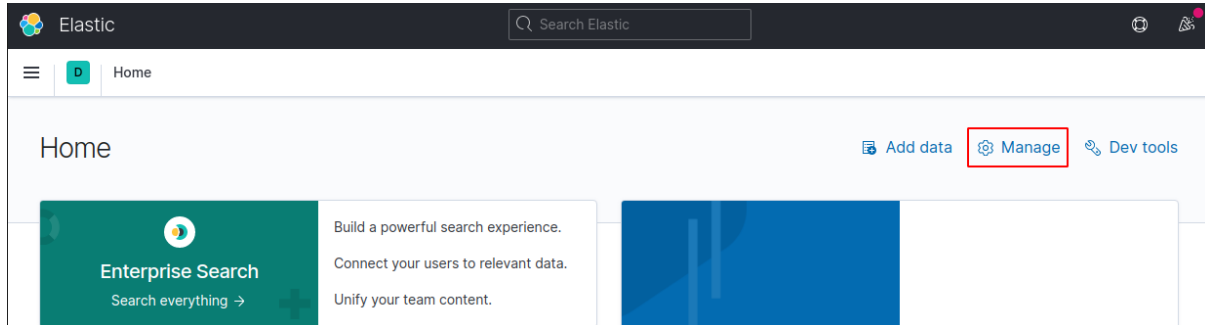 Elastic
Search Elastic
D
Home
Home
Add data
Manage
Dev tools
Enterprise Search
Search everything →
Build a powerful search experience.
Connect your users to relevant data.
Unify your team content.